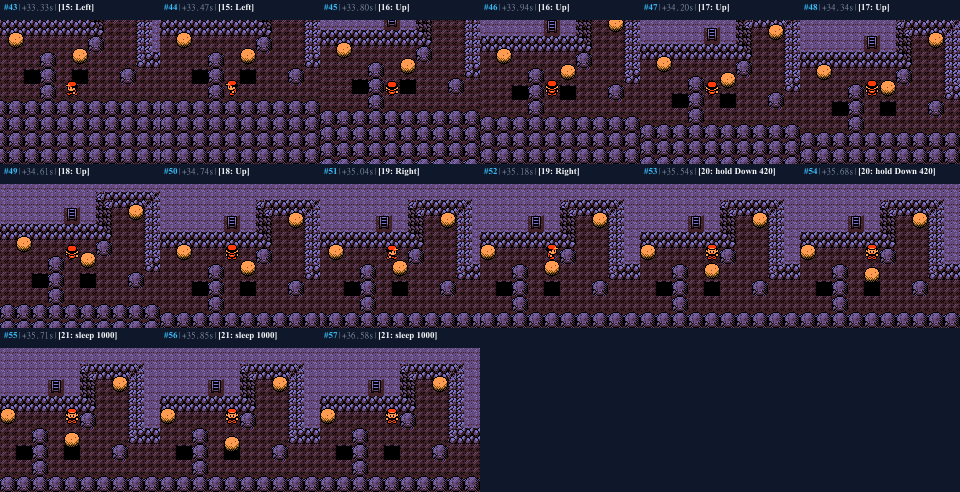 #43|+33.33s| [15: Left]
#44|+33.47s| [15: Left]
#45|+33.80s| [16: Up]
#46|+33.94s| [16: Up]
#47|+34.20s| [17: Up]
#48|+34.34s| [17: Up]
#49|+34.61s| [18: Up]
#50|+34.74s| [18: Up]
#51|+35.04s| [19: Right]
#52|+35.18s| [19: Right]
#53|+35.54s| [20: hold Down 420]
#54|+35.68s| [20: hold Down 420]
#55|+35.71s| [21: sleep 1000]
#56|+35.85s| [21: sleep 1000]
#57|+36.58s| [21: sleep 1000]